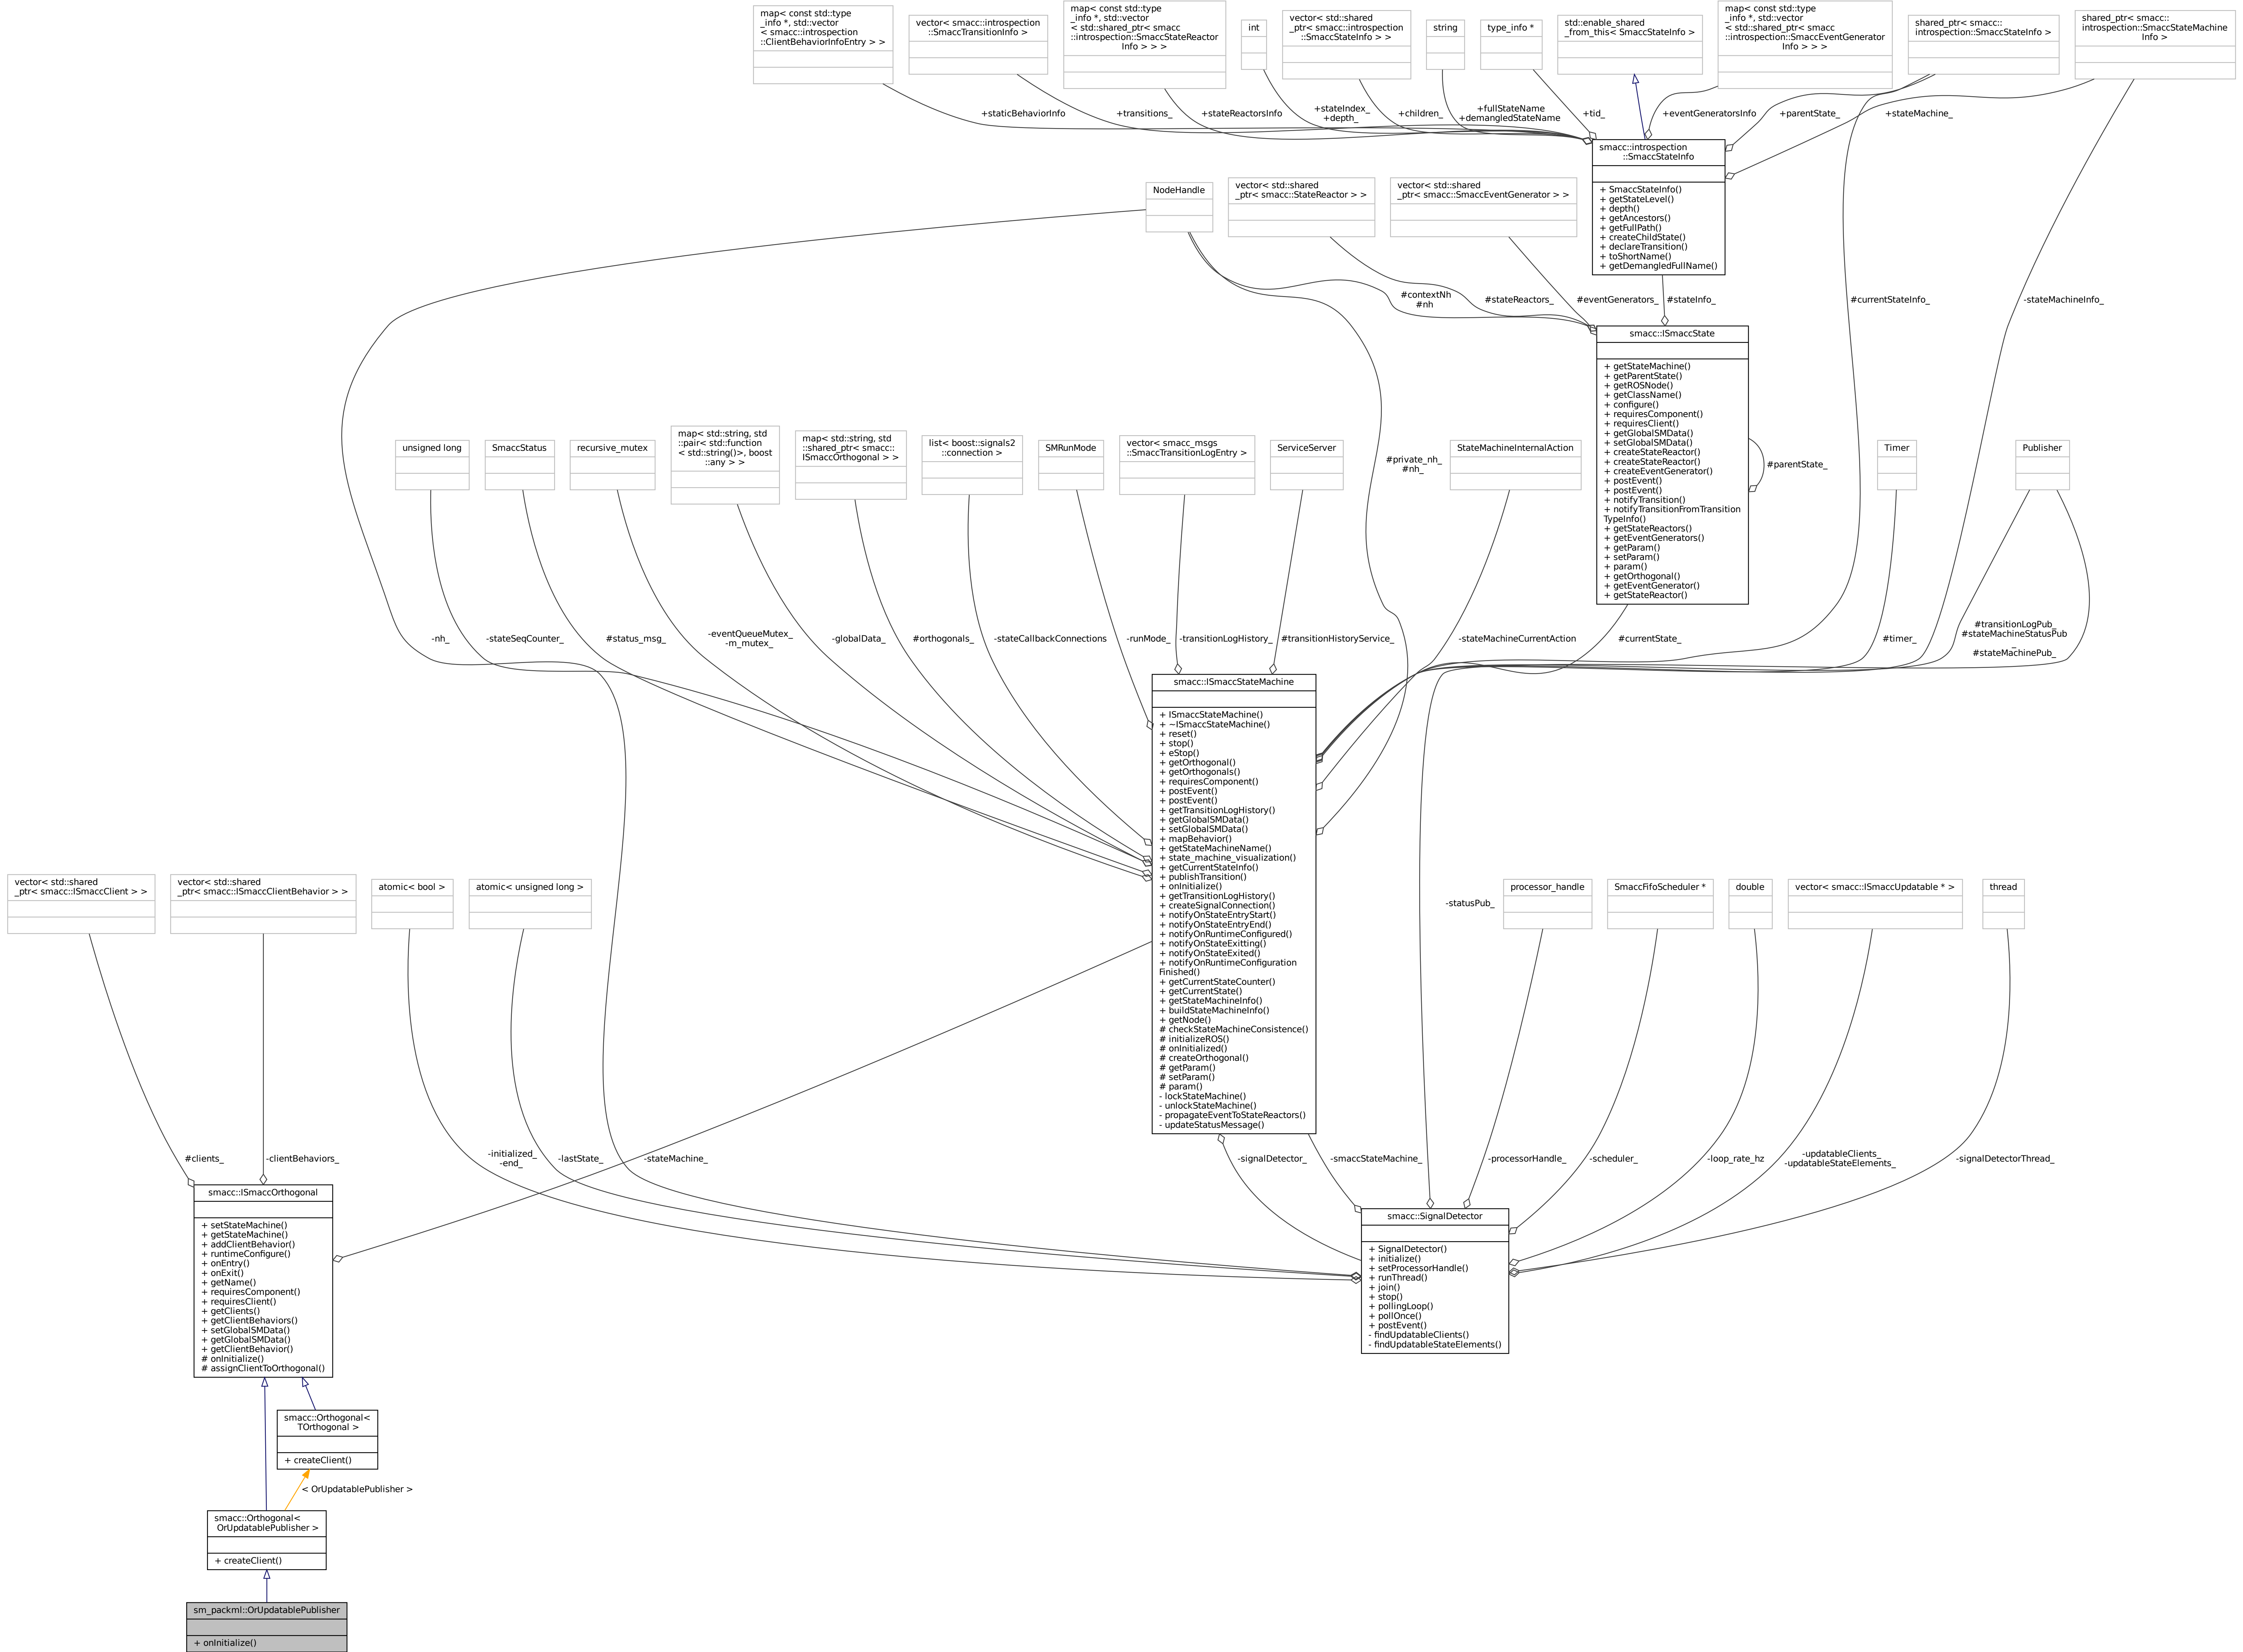 map< const std::type
_info *, std::vector
< smacc::introspection
::ClientBehaviorInfoEntry > >
vector< smacc::introspection
::SmaccTransitionInfo >
map< const std::type
_info *, std::vector
< std::shared_ptr< smacc
::introspection::SmaccStateReactor
Info > > >
int
vector< std::shared
_ptr< smacc::introspection
::SmaccStateInfo > >
string
type_info *
std::enable_shared
_from_this< SmaccStateInfo >
map< const std::type
_info *, std::vector
< std::shared_ptr< smacc
::introspection::SmaccEventGenerator
Info > > >
shared_ptr< smacc::
introspection::SmaccStateInfo >
shared_ptr< smacc::
introspection::SmaccStateMachine
Info >
+staticBehaviorInfo
+transitions_
+stateReactorsInfo
+stateIndex_
+depth_
+children_
+fullStateName
+demangledStateName
+tid_
+eventGeneratorsInfo
+parentState_
+stateMachine_
smacc::introspection
::SmaccStateInfo
+ SmaccStateInfo()
+ getStateLevel()
+ depth()
+ getAncestors()
+ getFullPath()
+ createChildState()
+ declareTransition()
+ toShortName()
+ getDemangledFullName()
NodeHandle
vector< std::shared
_ptr< smacc::StateReactor > >
vector< std::shared
_ptr< smacc::SmaccEventGenerator > >
#contextNh
#nh
#stateReactors_
#eventGenerators_
#stateInfo_
#currentStateInfo_
-stateMachineInfo_
smacc::ISmaccState
+ getStateMachine()
+ getParentState()
+ getROSNode()
+ getClassName()
+ configure()
+ requiresComponent()
+ requiresClient()
+ getGlobalSMData()
+ setGlobalSMData()
+ createStateReactor()
+ createStateReactor()
+ createEventGenerator()
+ postEvent()
+ postEvent()
+ notifyTransition()
+ notifyTransitionFromTransition
TypeInfo()
+ getStateReactors()
+ getEventGenerators()
+ getParam()
+ setParam()
+ param()
+ getOrthogonal()
+ getEventGenerator()
+ getStateReactor()
#parentState_
unsigned long
SmaccStatus
recursive_mutex
map< std::string, std
::pair< std::function
< std::string()>, boost
::any > >
map< std::string, std
::shared_ptr< smacc::
ISmaccOrthogonal > >
list< boost::signals2
::connection >
SMRunMode
vector< smacc_msgs
::SmaccTransitionLogEntry >
ServiceServer
#private_nh_
#nh_
StateMachineInternalAction
Timer
Publisher
-nh_
-stateSeqCounter_
#status_msg_
-eventQueueMutex_
-m_mutex_
-globalData_
#orthogonals_
-stateCallbackConnections
-runMode_
-transitionLogHistory_
#transitionHistoryService_
-stateMachineCurrentAction
#currentState_
#timer_
#transitionLogPub_
#stateMachineStatusPub
_
#stateMachinePub_
smacc::ISmaccStateMachine
+ ISmaccStateMachine()
+ ~ISmaccStateMachine()
+ reset()
+ stop()
+ eStop()
+ getOrthogonal()
+ getOrthogonals()
+ requiresComponent()
+ postEvent()
+ postEvent()
+ getTransitionLogHistory()
+ getGlobalSMData()
+ setGlobalSMData()
+ mapBehavior()
+ getStateMachineName()
+ state_machine_visualization()
+ getCurrentStateInfo()
+ publishTransition()
+ onInitialize()
+ getTransitionLogHistory()
+ createSignalConnection()
+ notifyOnStateEntryStart()
+ notifyOnStateEntryEnd()
+ notifyOnRuntimeConfigured()
+ notifyOnStateExitting()
+ notifyOnStateExited()
+ notifyOnRuntimeConfiguration
Finished()
+ getCurrentStateCounter()
+ getCurrentState()
+ getStateMachineInfo()
+ buildStateMachineInfo()
+ getNode()
# checkStateMachineConsistence()
# initializeROS()
# onInitialized()
# createOrthogonal()
# getParam()
# setParam()
# param()
- lockStateMachine()
- unlockStateMachine()
- propagateEventToStateReactors()
- updateStatusMessage()
vector< std::shared
_ptr< smacc::ISmaccClient > >
vector< std::shared
_ptr< smacc::ISmaccClientBehavior > >
atomic< bool >
atomic< unsigned long >
-statusPub_
processor_handle
SmaccFifoScheduler *
double
vector< smacc::ISmaccUpdatable * >
thread
#clients_
-clientBehaviors_
-initialized_
-end_
-lastState_
-stateMachine_
-signalDetector_
-smaccStateMachine_
-processorHandle_
-scheduler_
-loop_rate_hz
-updatableClients_
-updatableStateElements_
-signalDetectorThread_
smacc::ISmaccOrthogonal
+ setStateMachine()
+ getStateMachine()
+ addClientBehavior()
+ runtimeConfigure()
+ onEntry()
+ onExit()
+ getName()
+ requiresComponent()
+ requiresClient()
+ getClients()
+ getClientBehaviors()
+ setGlobalSMData()
+ getGlobalSMData()
+ getClientBehavior()
# onInitialize()
# assignClientToOrthogonal()
smacc::SignalDetector
+ SignalDetector()
+ initialize()
+ setProcessorHandle()
+ runThread()
+ join()
+ stop()
+ pollingLoop()
+ pollOnce()
+ postEvent()
- findUpdatableClients()
- findUpdatableStateElements()
smacc::Orthogonal<
TOrthogonal >
+ createClient()
< OrUpdatablePublisher >
smacc::Orthogonal<
OrUpdatablePublisher >
+ createClient()
sm_packml::OrUpdatablePublisher
+ onInitialize()